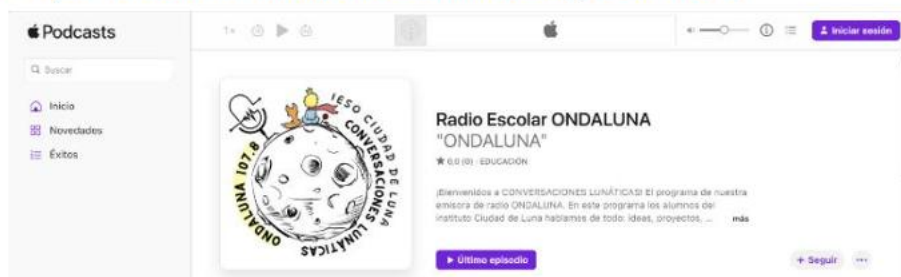 Podcasts
1×
Iniciar sesión
Buscar
Inicio
Novedades
Éxitos
IESO CIUDAD DE LUNA
CONVERSACIONES LUNÁTICAS
ONDALUNA 107.8
Radio Escolar ONDALUNA
"ONDALUNA"
★ 0,0 (0) · EDUCACIÓN
¡Bienvenidos a CONVERSACIONES LUNÁTICAS! El programa de nuestra
emisora de radio ONDALUNA. En este programa los alumnos del
instituto Ciudad de Luna hablamos de todo: ideas, proyectos, ... más
Último episodio
+ Seguir